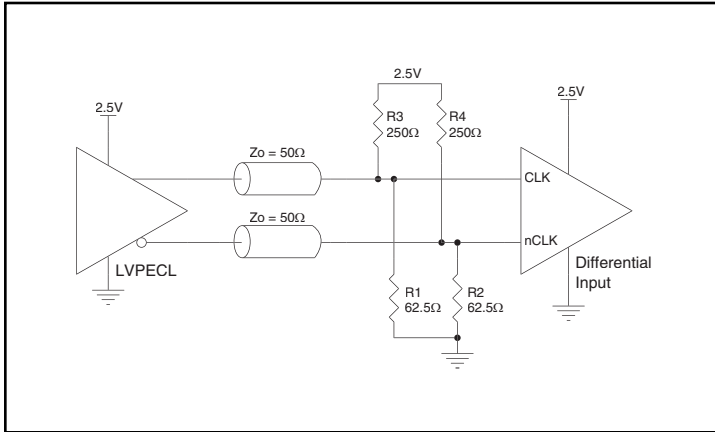 2.5V
2.5V
2.5V
R3
250Ω
R4
250Ω
Zo = 50Ω
CLK
Zo = 50Ω
nCLK
LVPECL
Differential
Input
R1
62.5Ω
R2
62.5Ω